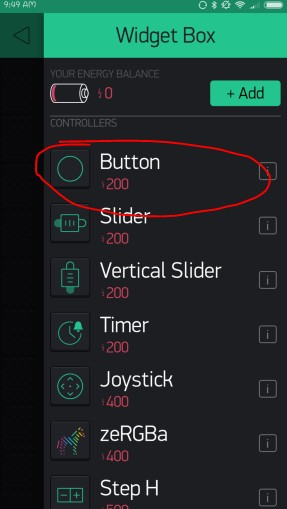 9:49 AM
Widget Box
YOUR ENERGY BALANCE
0
+ Add
CONTROLLERS
Button
200
i
Slider
200
i
Vertical Slider
200
i
Timer
200
i
Joystick
400
i
zeRGBa
400
i
Step H
500
i